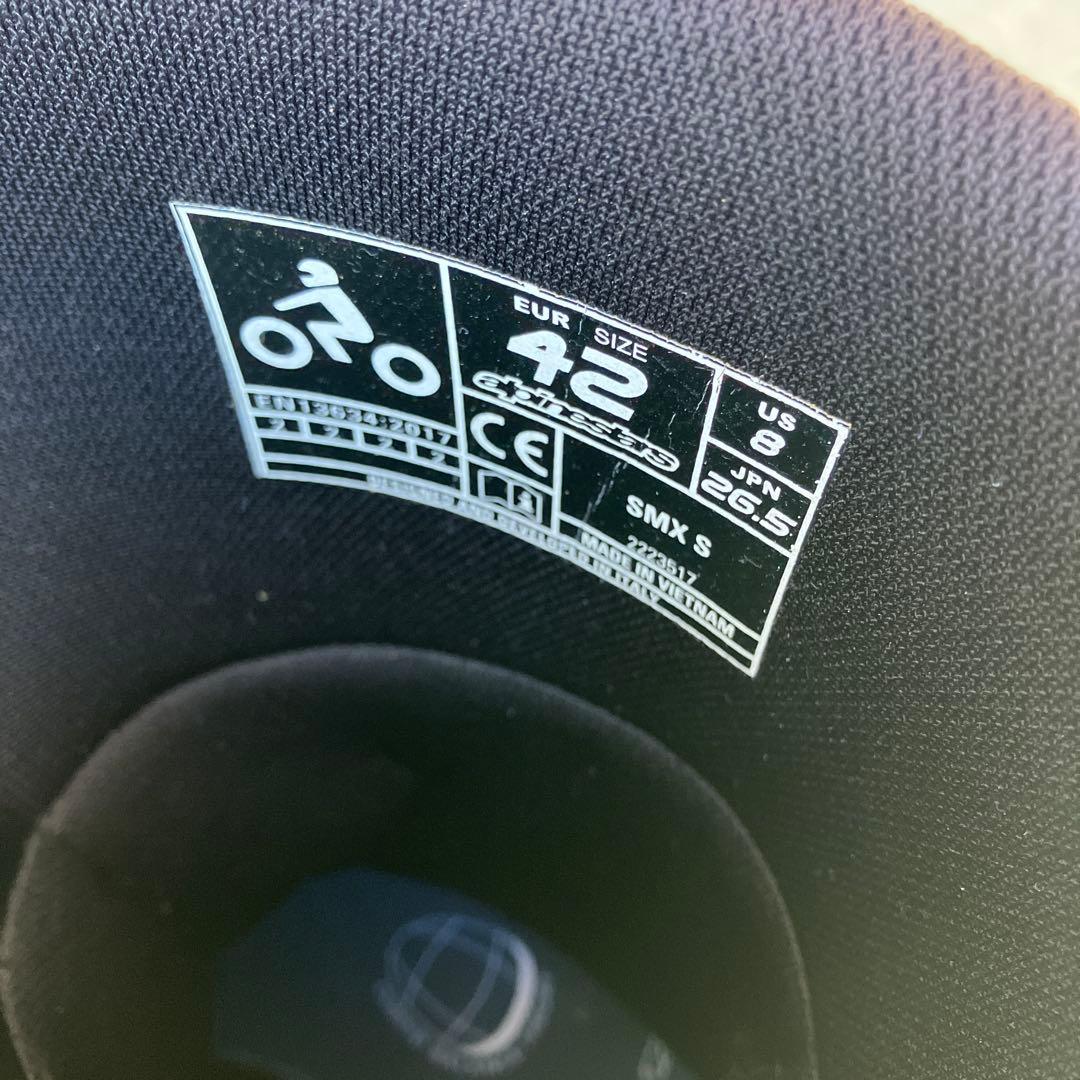 EUR SIZE
42
alpinestars
US
8
JPN
26.5
EN13634:2017
2 2 2 2
CE
SMX S
2223517
MADE IN VIETNAM
DESIGNED AND DEVELOPED IN ITALY